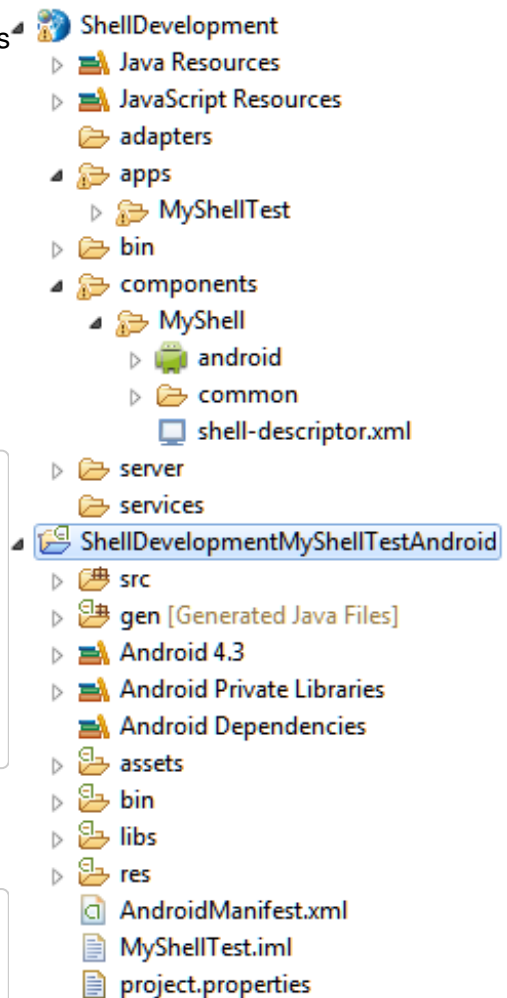 ShellDevelopment
s
Java Resources
JavaScript Resources
adapters
apps
MyShellTest
bin
components
MyShell
android
common
shell-descriptor.xml
server
services
ShellDevelopmentMyShellTestAndroid
src
gen [Generated Java Files]
Android 4.3
Android Private Libraries
Android Dependencies
assets
bin
libs
res
AndroidManifest.xml
MyShellTest.iml
project.properties